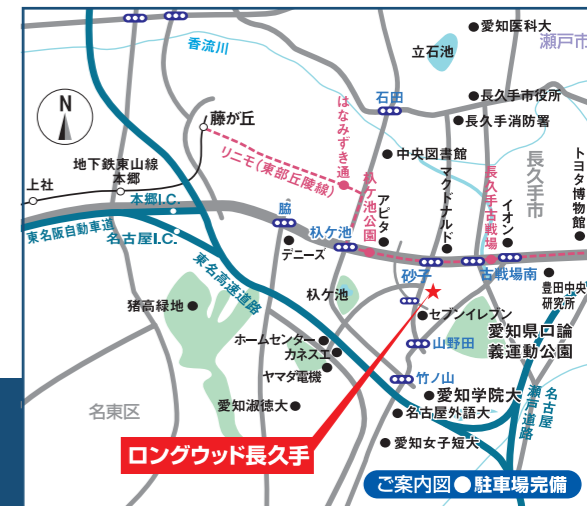 愛知医科大
瀬戸市
香流川
立石池
N
石田
長久手市役所
長久手消防署
藤が丘
はなみずき通
中央図書館
トヨタ博物館
地下鉄東山線
本郷
リニモ(東部丘陵線)
マクドナルド
長久手古戦場
長久手市
上社
本郷I.C.
杁ケ池公園
アピタ
イオン
脇
東名阪自動車道
名古屋I.C.
デニーズ
杁ケ池
砂子
古戦場南
東名高速道路
豊田中央
研究所
猪高緑地
杁ケ池
セブンイレブン
愛知県口論
義運動公園
ホームセンター
カネスエ
山野田
ヤマダ電機
竹ノ山
名東区
愛知淑徳大
愛知学院大
名古屋外語大
名古屋
瀬戸道路
愛知女子短大
ロングウッド長久手
ご案内図●駐車場完備